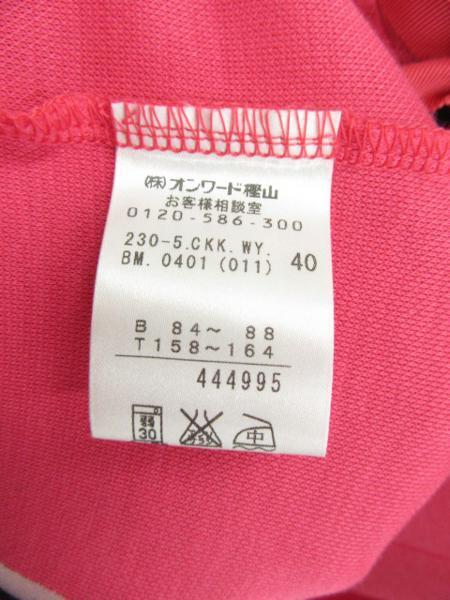 ㈱オンワード樫山
お客様相談室
0120-586-300
230-5.CKK.WY.
BM.0401(011) 40
B 84～ 88
T158～164
444995
30
中